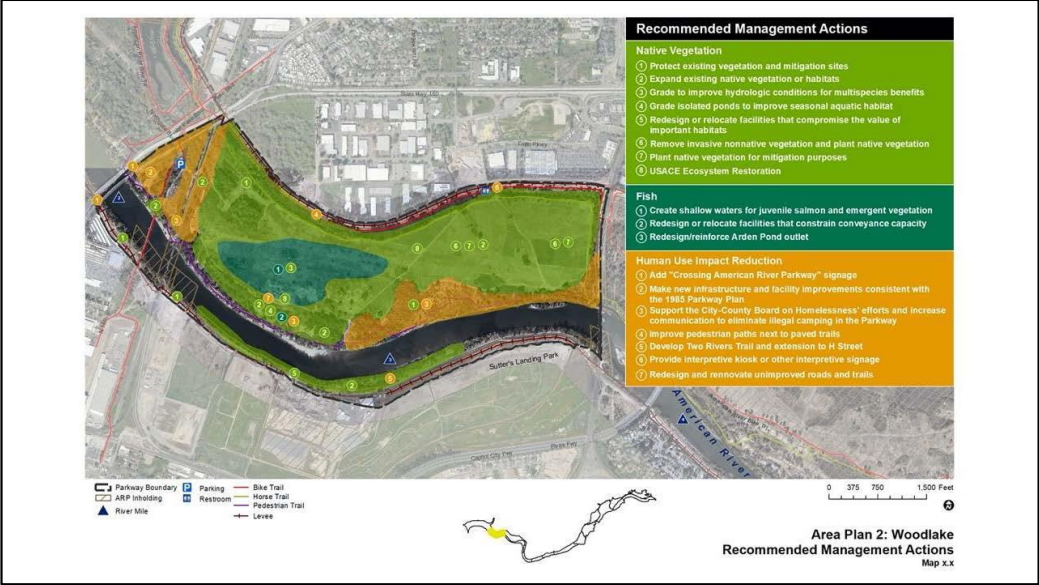 Recommended Management Actions
Native Vegetation
1 Protect existing vegetation and mitigation sites
2 Expand existing native vegetation or habitats
3 Grade to improve hydrologic conditions for multispecies benefits
4 Grade isolated ponds to improve seasonal aquatic habitat
5 Redesign or relocate facilities that compromise the value of
important habitats
6 Remove invasive nonnative vegetation and plant native vegetation
7 Plant native vegetation for mitigation purposes
8 USACE Ecosystem Restoration
Fish
1 Create shallow waters for juvenile salmon and emergent vegetation
2 Redesign or relocate facilities that constrain conveyance capacity
3 Redesign/reinforce Arden Pond outlet
Human Use Impact Reduction
1 Add "Crossing American River Parkway" signage
2 Make new infrastructure and facility improvements consistent with
the 1985 Parkway Plan
3 Support the City-County Board on Homelessness' efforts and increase
communication to eliminate illegal camping in the Parkway
4 Improve pedestrian paths next to paved trails
5 Develop Two Rivers Trail and extension to H Street
6 Provide interpretive kiosk or other interpretive signage
7 Redesign and rennovate unimproved roads and trails
Sutter's Landing Park
American River
Capitol City Fwy
Parkway Boundary
ARP Inholding
River Mile
P Parking
Restroom
Bike Trail
Horse Trail
Pedestrian Trail
Levee
0 375 750 1,500 Feet
Area Plan 2: Woodlake
Recommended Management Actions
Map x.x